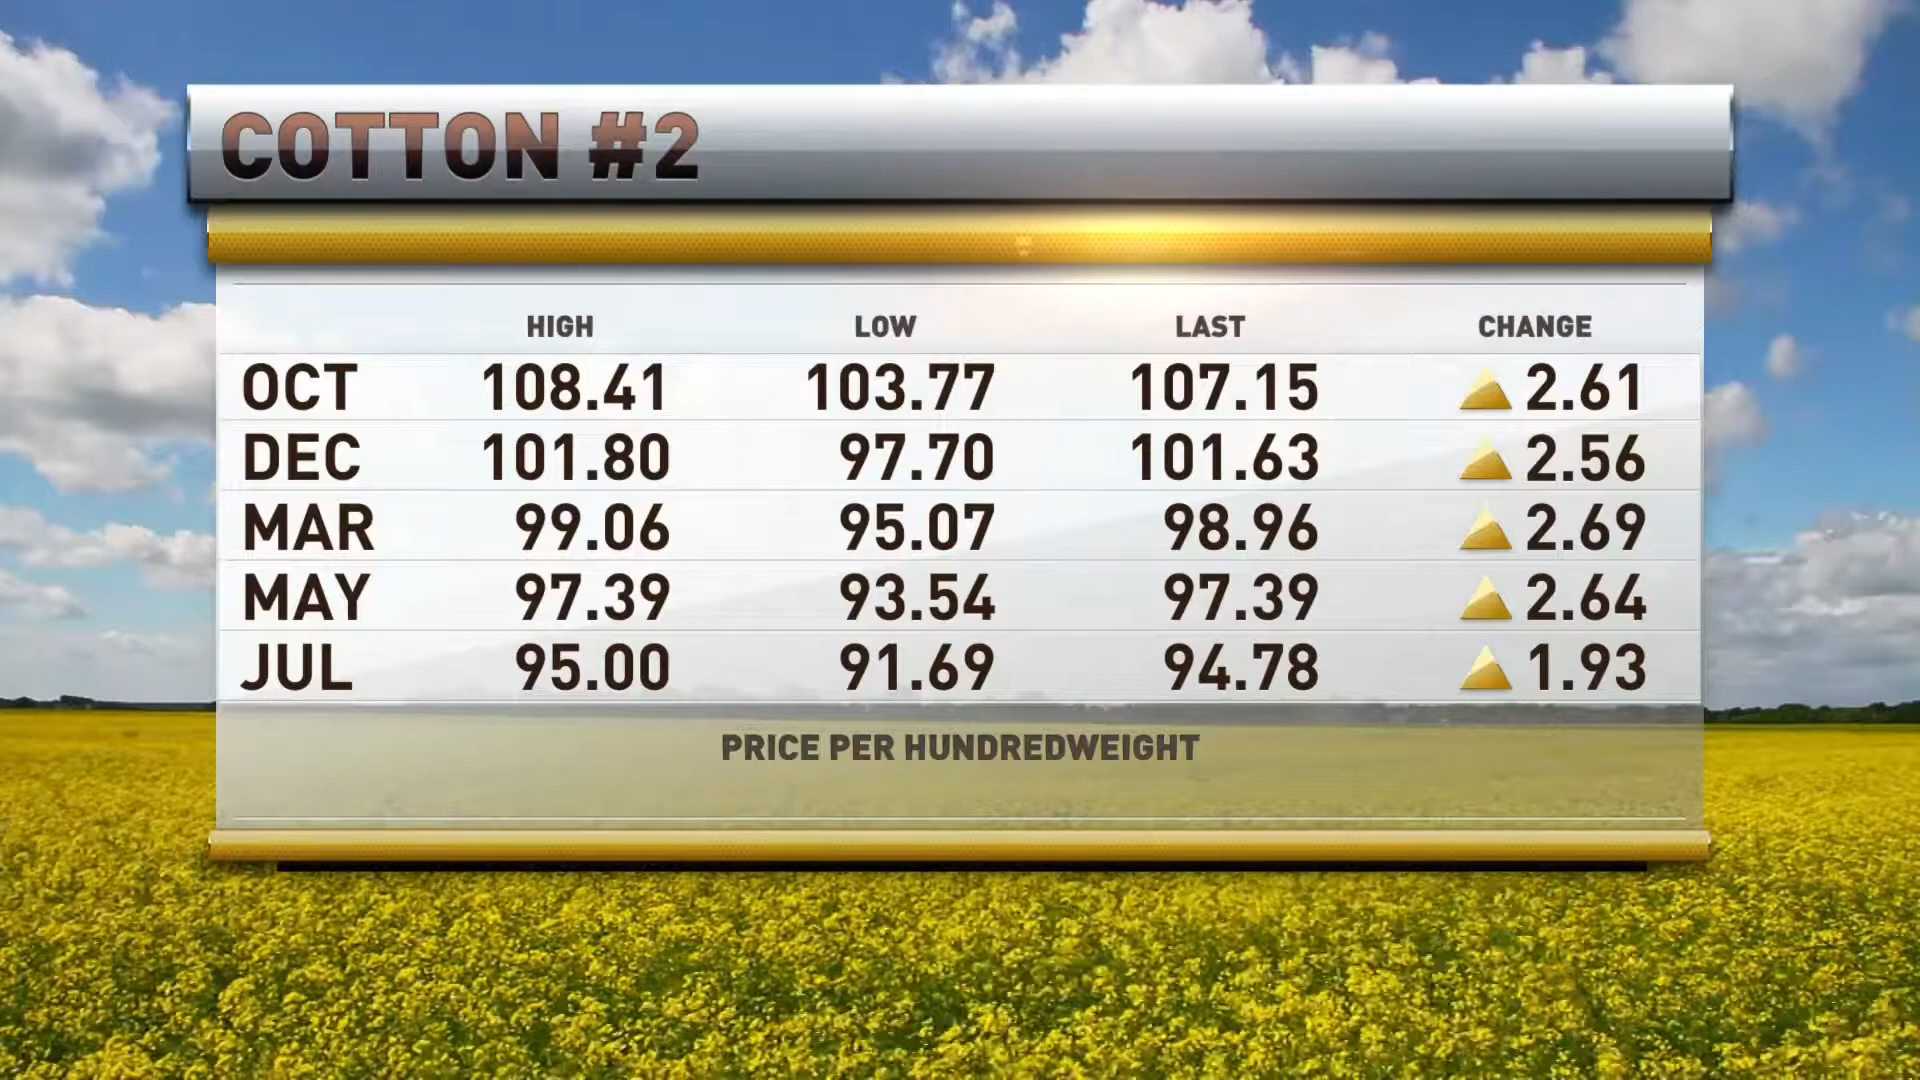 COTTON #2
HIGH LOW LAST CHANGE
OCT 108.41 103.77 107.15 2.61
DEC 101.80 97.70 101.63 2.56
MAR 99.06 95.07 98.96 2.69
MAY 97.39 93.54 97.39 2.64
JUL 95.00 91.69 94.78 1.93
PRICE PER HUNDREDWEIGHT